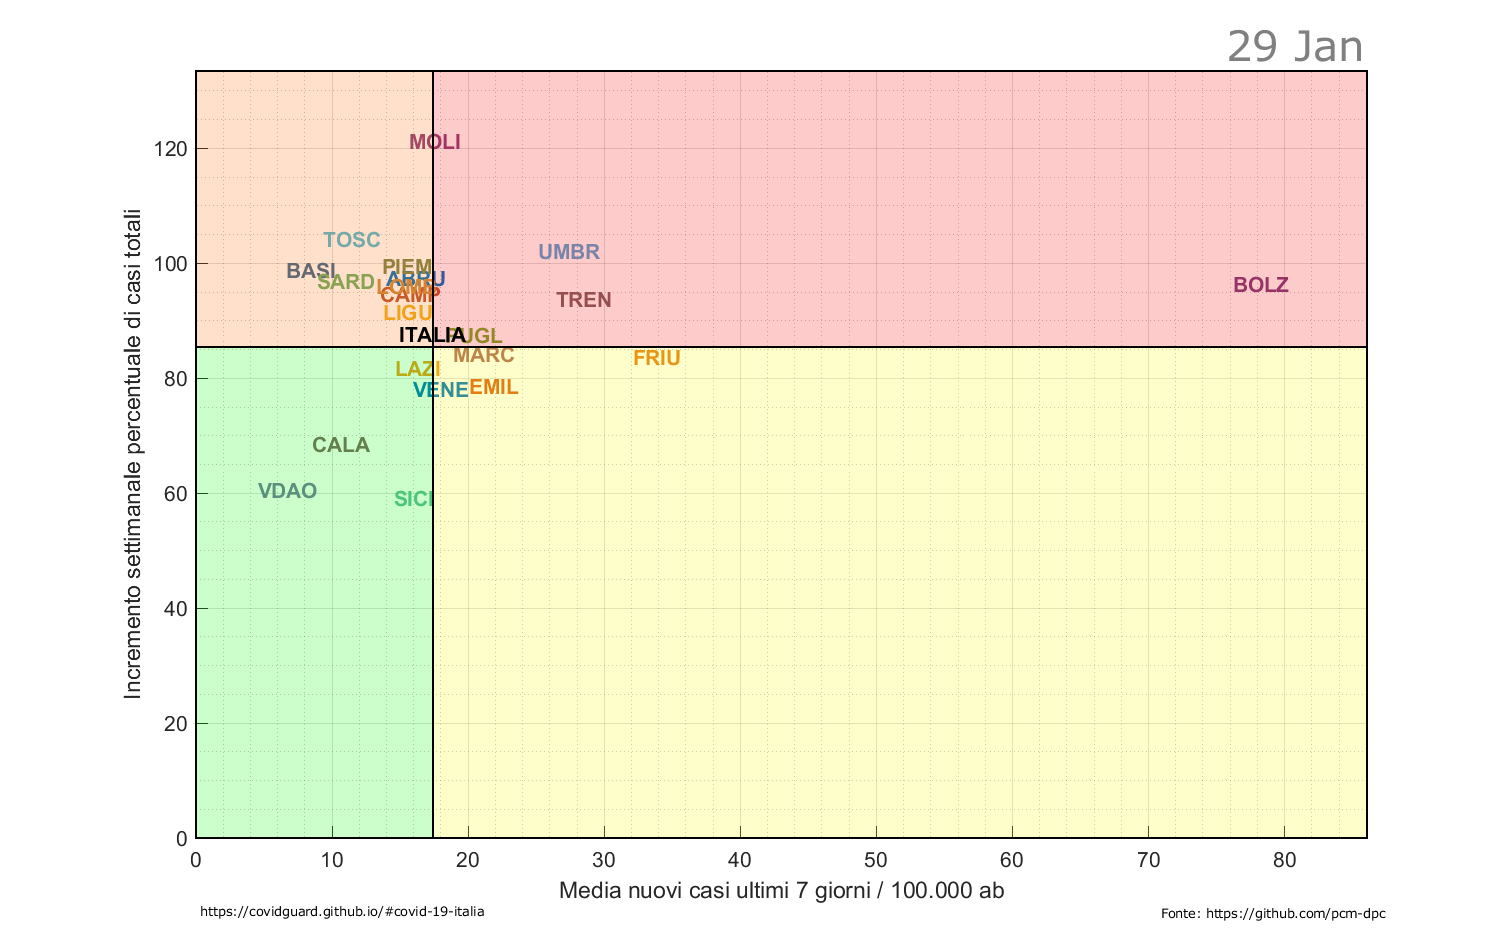 29 Jan
120
100
80
60
40
20
0
Incremento settimanale percentuale di casi totali
MOLI
TOSC
UMBR
BASI
PIEM
SARD
ABRU
BOLZ
CAMP
TREN
LIGU
ITALIA
PUGL
MARC
FRIU
LAZI
VENE
EMIL
CALA
VDAO
SICI
0 10 20 30 40 50 60 70 80
Media nuovi casi ultimi 7 giorni / 100.000 ab
https://covidguard.github.io/#covid-19-italia
Fonte: https://github.com/pcm-dpc